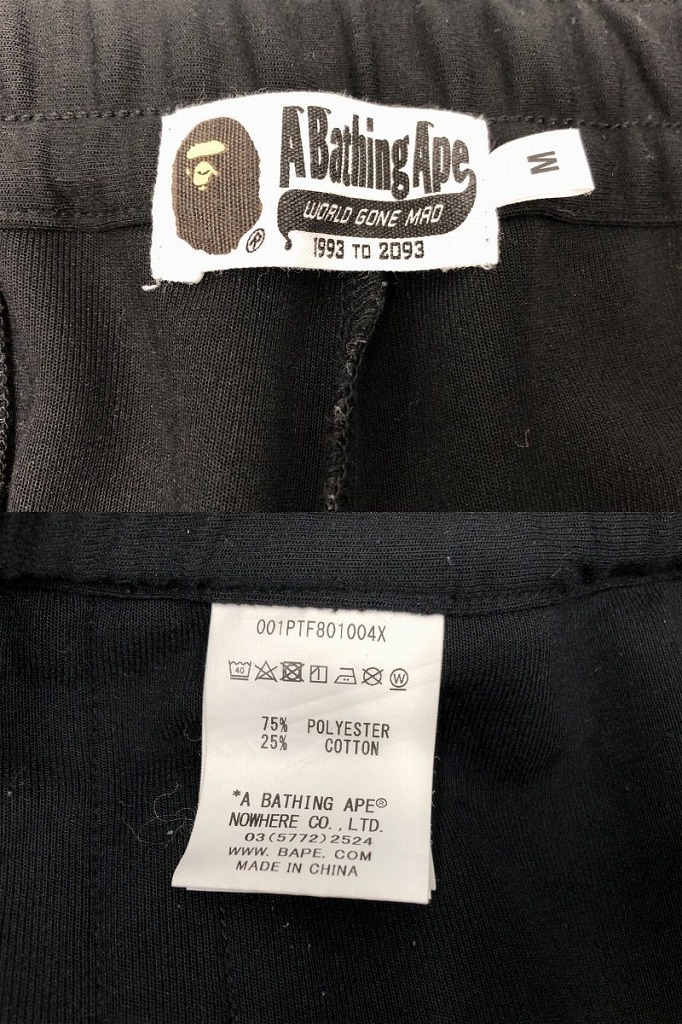 A Bathing Ape
WORLD GONE MAD
1993 TO 2093
®
M
001PTF801004X
40
W
75% POLYESTER
25% COTTON
*A BATHING APE®
NOWHERE CO.,LTD.
03(5772)2524
WWW. BAPE. COM
MADE IN CHINA